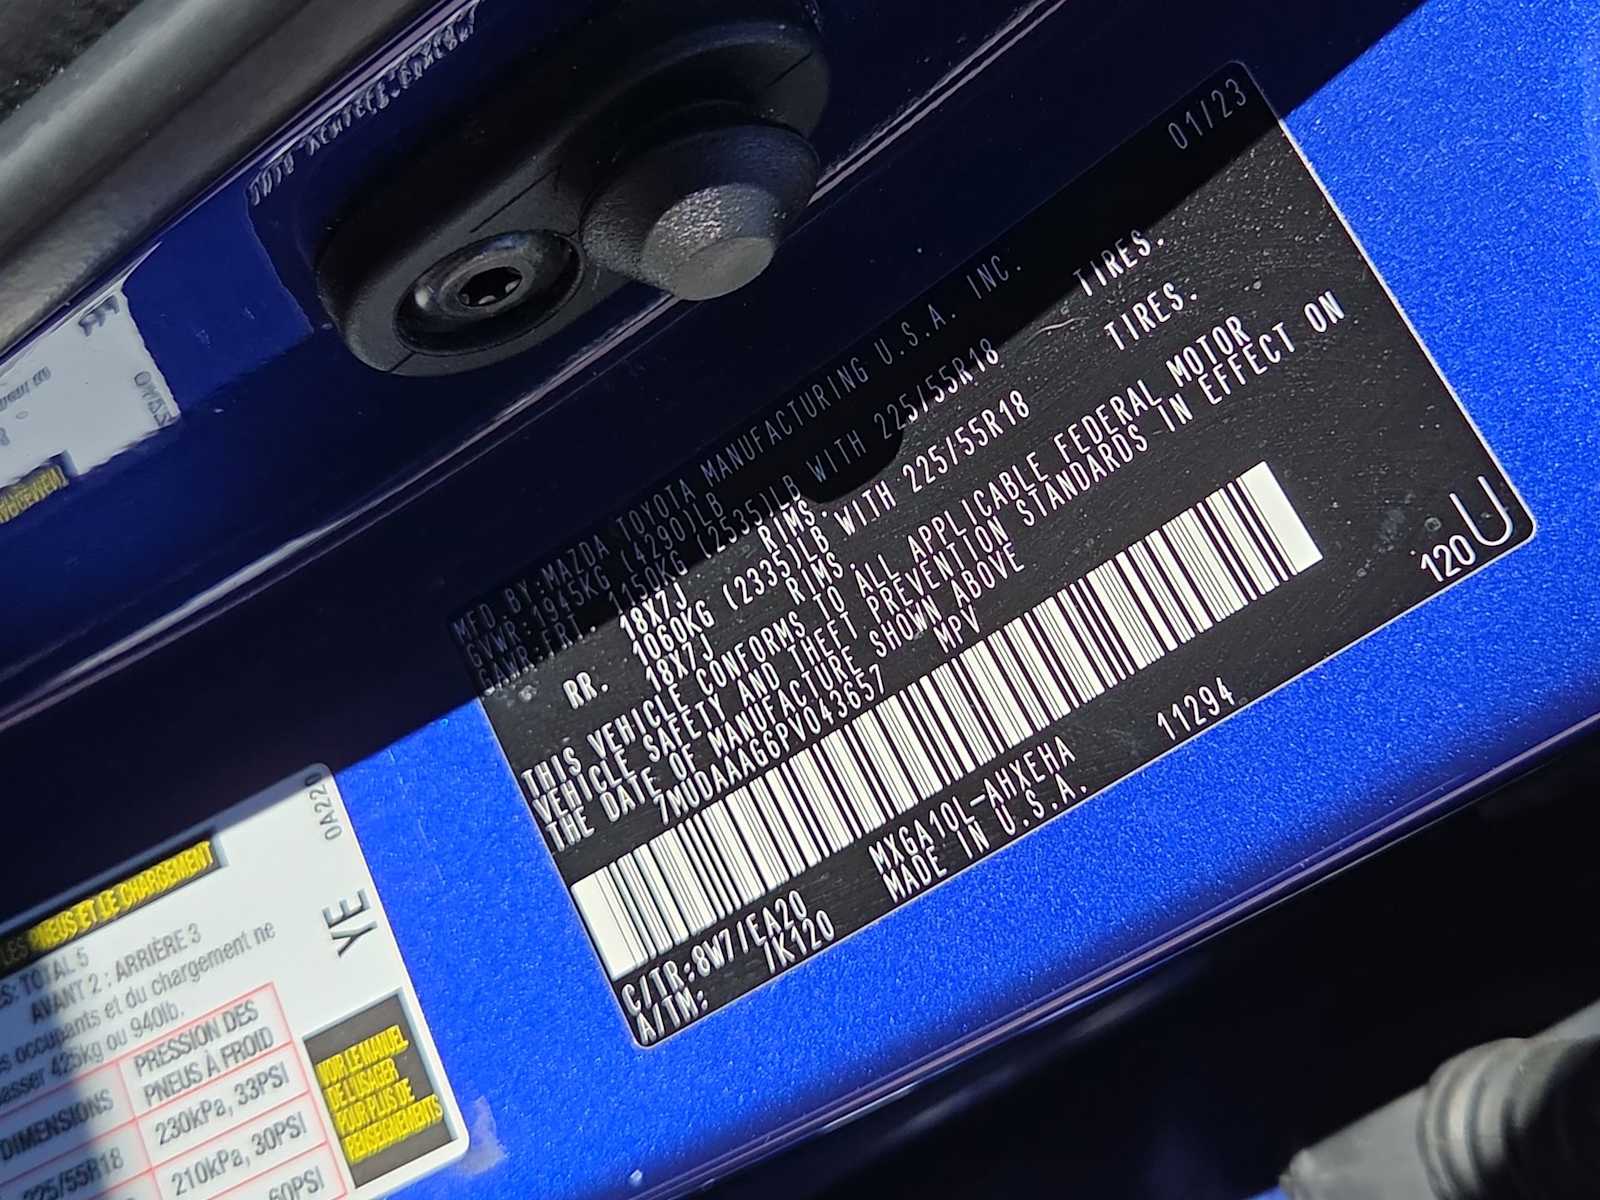 01/23
MFD. BY:MAZDA TOYOTA MANUFACTURING U.S.A. INC.
GVWR:1945KG (4290)LB
GAWR:FRT. 1150KG (2535)LB WITH 225/55R18 TIRES.
18X7J RIMS.
RR. 1060KG (2335)LB WITH 225/55R18 TIRES.
18X7J RIMS.
THIS VEHICLE CONFORMS TO ALL APPLICABLE FEDERAL MOTOR
VEHICLE SAFETY AND THEFT PREVENTION STANDARDS IN EFFECT ON
THE DATE OF MANUFACTURE SHOWN ABOVE
7MUDAAAG6PV043657 MPV
C/TR:8W7/EA20 MXGA10L-AHXEHA 11294
A/TM: /K120 MADE IN U.S.A.
120 U
0A220
YE
LES PNEUS ET LE CHARGEMENT
TOTAL 5
AVANT 2 : ARRIÈRE 3
occupants et du chargement ne
425kg ou 940lb.
DIMENSIONS
PRESSION DES
PNEUS À FROID
225/55R18
230kPa, 33PSI
210kPa, 30PSI
60PSI
VOIR LE MANUEL
DE L'USAGER
POUR PLUS DE
RENSEIGNEMENTS